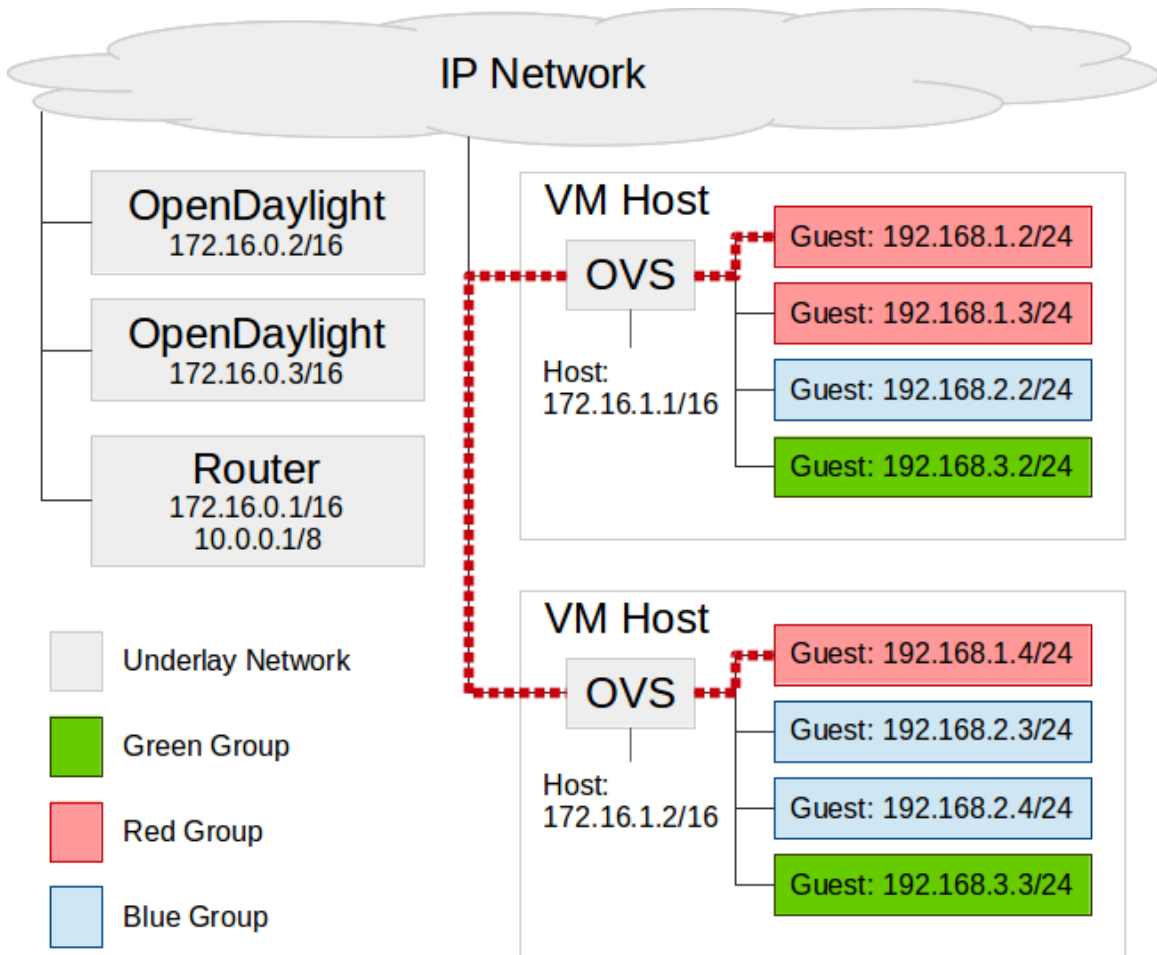 IP Network
OpenDaylight
172.16.0.2/16
OpenDaylight
172.16.0.3/16
Router
172.16.0.1/16
10.0.0.1/8
VM Host
OVS
Host:
172.16.1.1/16
Guest: 192.168.1.2/24
Guest: 192.168.1.3/24
Guest: 192.168.2.2/24
Guest: 192.168.3.2/24
VM Host
OVS
Host:
172.16.1.2/16
Guest: 192.168.1.4/24
Guest: 192.168.2.3/24
Guest: 192.168.2.4/24
Guest: 192.168.3.3/24
Underlay Network
Green Group
Red Group
Blue Group